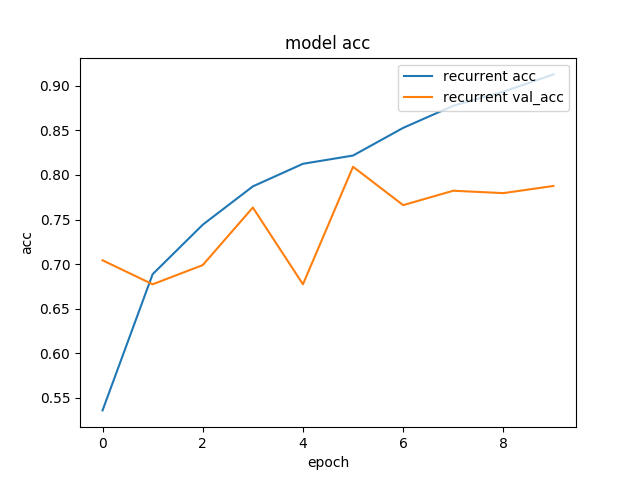 model acc
recurrent acc
recurrent val_acc
acc
0.90
0.85
0.80
0.75
0.70
0.65
0.60
0.55
0 2 4 6 8
epoch